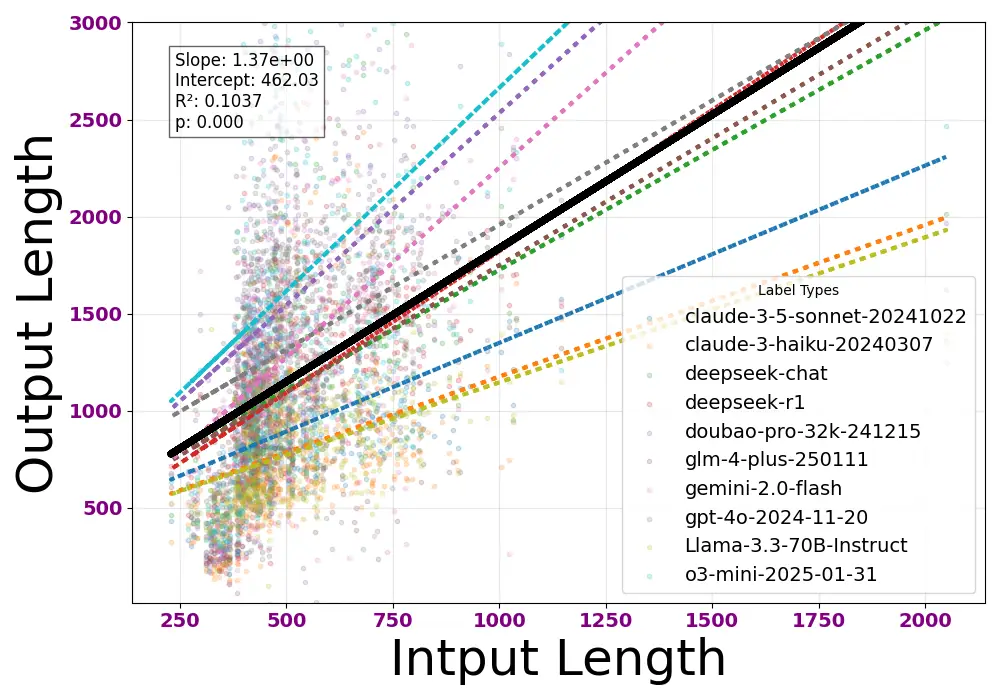 3000
2500
2000
1500
1000
500
Output Length
Slope: 1.37e+00
Intercept: 462.03
R²: 0.1037
p: 0.000
Label Types
claude-3-5-sonnet-20241022
claude-3-haiku-20240307
deepseek-chat
deepseek-r1
doubao-pro-32k-241215
glm-4-plus-250111
gemini-2.0-flash
gpt-4o-2024-11-20
Llama-3.3-70B-Instruct
o3-mini-2025-01-31
250 500 750 1000 1250 1500 1750 2000
Intput Length